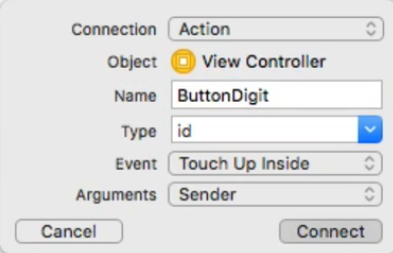 Connection Action
Object View Controller
Name ButtonDigit
Type id
Event Touch Up Inside
Arguments Sender
Cancel Connect